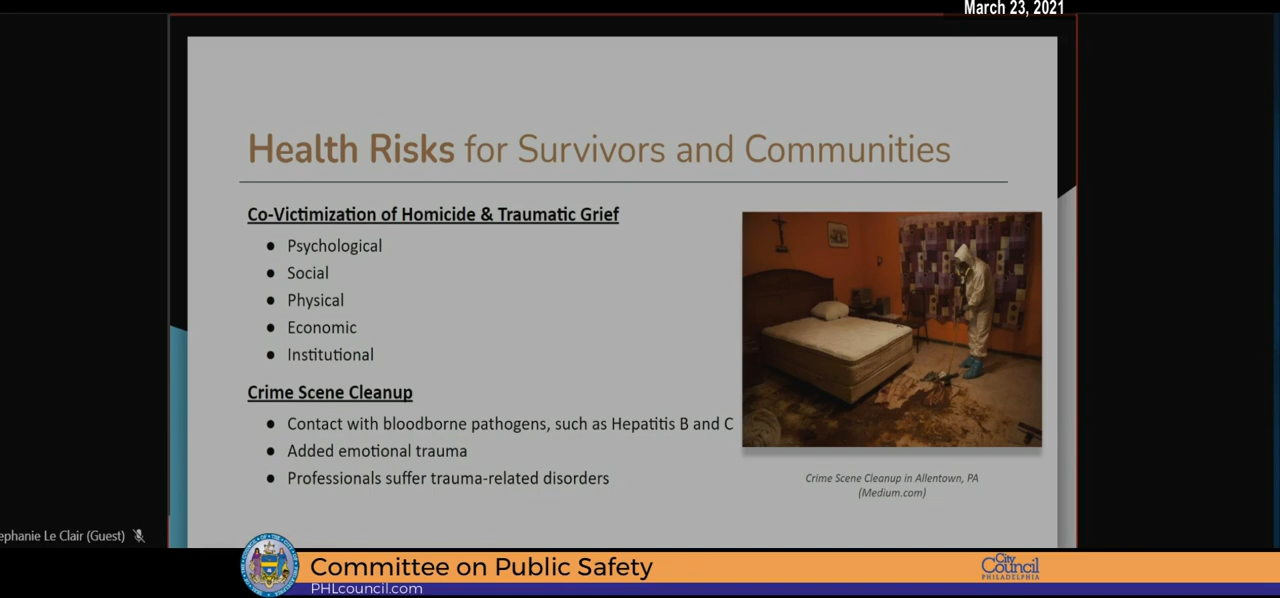 March 23, 2021
Health Risks for Survivors and Communities
Co-Victimization of Homicide & Traumatic Grief
● Psychological
● Social
● Physical
● Economic
● Institutional
Crime Scene Cleanup
● Contact with bloodborne pathogens, such as Hepatitis B and C
● Added emotional trauma
● Professionals suffer trauma-related disorders
Crime Scene Cleanup in Allentown, PA
(Medium.com)
ephanie Le Clair (Guest)
Committee on Public Safety
PHLcouncil.com
City
Council
PHILADELPHIA